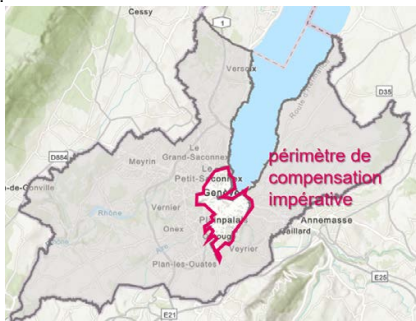 Cessy
1
Versoix
D35
D884
Meyrin
Le
Grand-Saconnex
Le
Petit-Saconnex
Genève
périmètre de
compensation
impérative
Rhône
Vernier
Onex
Plainpalais
Annemasse
Gaillard
Veyrier
Plan-les-Ouates
E25
E21